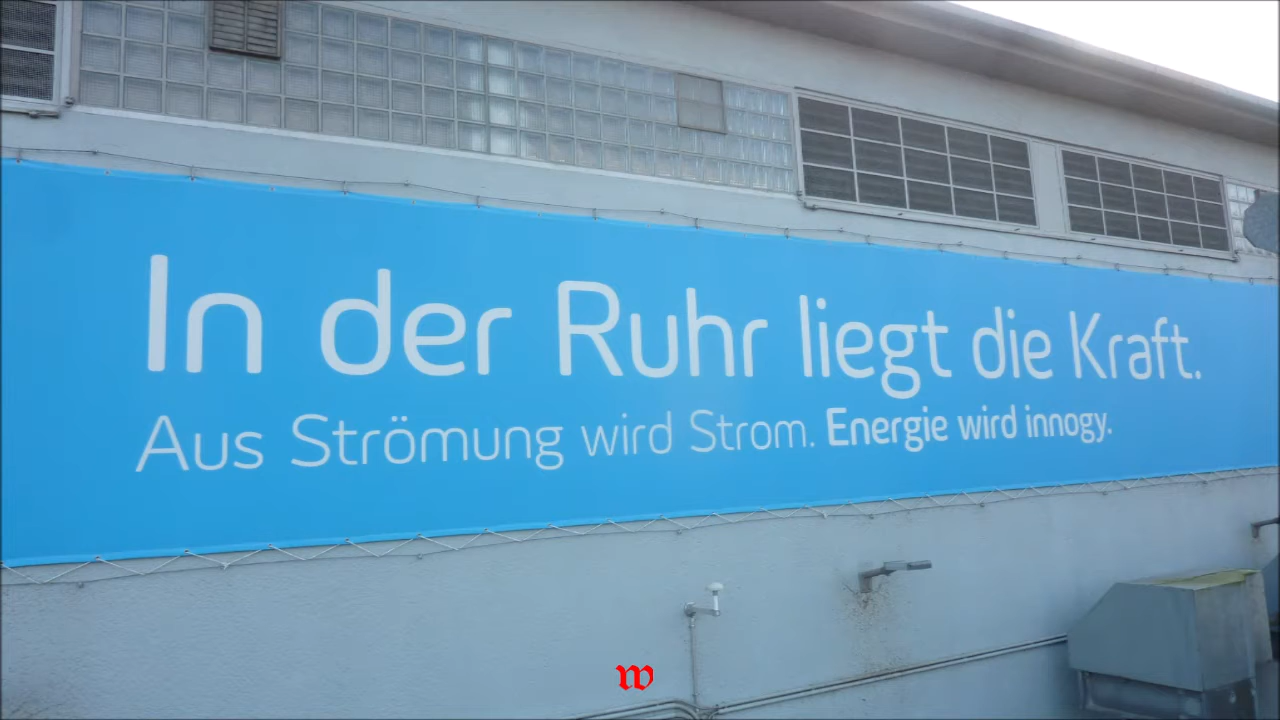 In der Ruhr liegt die Kraft.
Aus Strömung wird Strom. Energie wird innogy.
𝖜